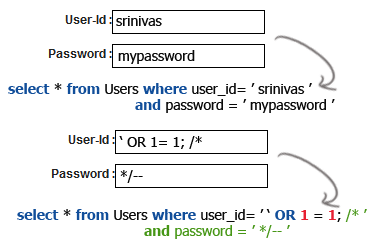 User-Id : srinivas
Password : mypassword
select * from Users where user_id= ’ srinivas ’
and password = ’ mypassword ’
User-Id : ‘ OR 1= 1; /*
Password : */--
select * from Users where user_id= ’‘ OR 1 = 1; /* ’
and password = ’ */-- ’